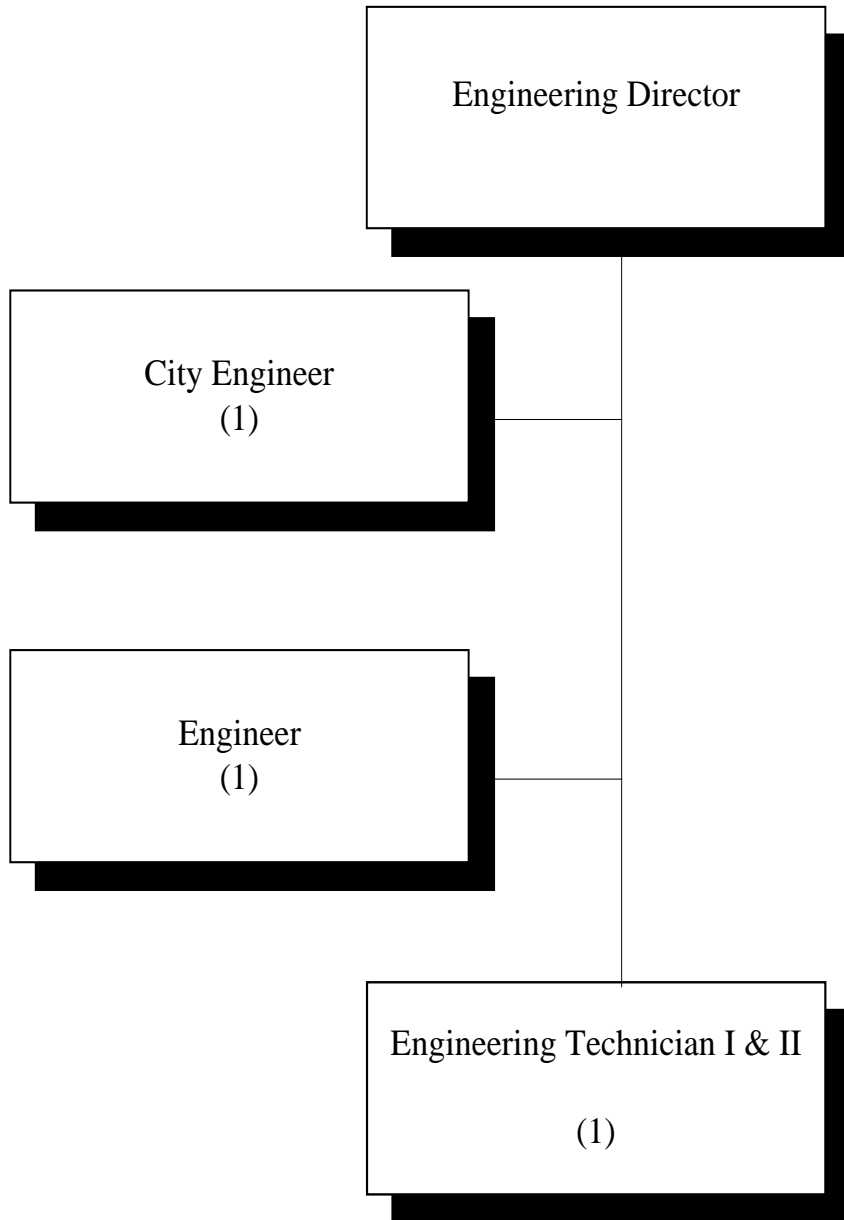 Engineering Director
City Engineer
(1)
Engineer
(1)
Engineering Technician I & II
(1)